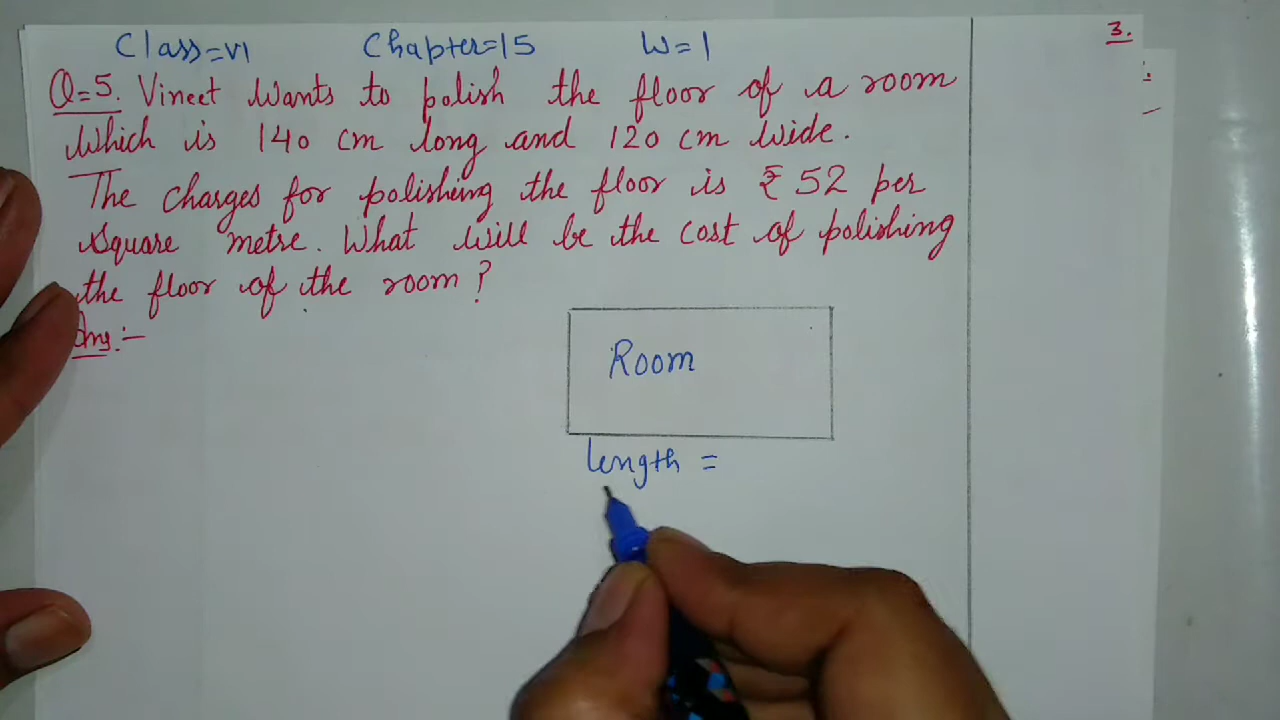 Class=VI Chapter=15 W=1
3.
Q=5. Vineet Wants to polish the floor of a room
Which is 140 cm long and 120 cm wide.
The charges for polishing the floor is ₹ 52 per
Square metre. What will be the cost of polishing
the floor of the room?
Ans:-
Room
length =